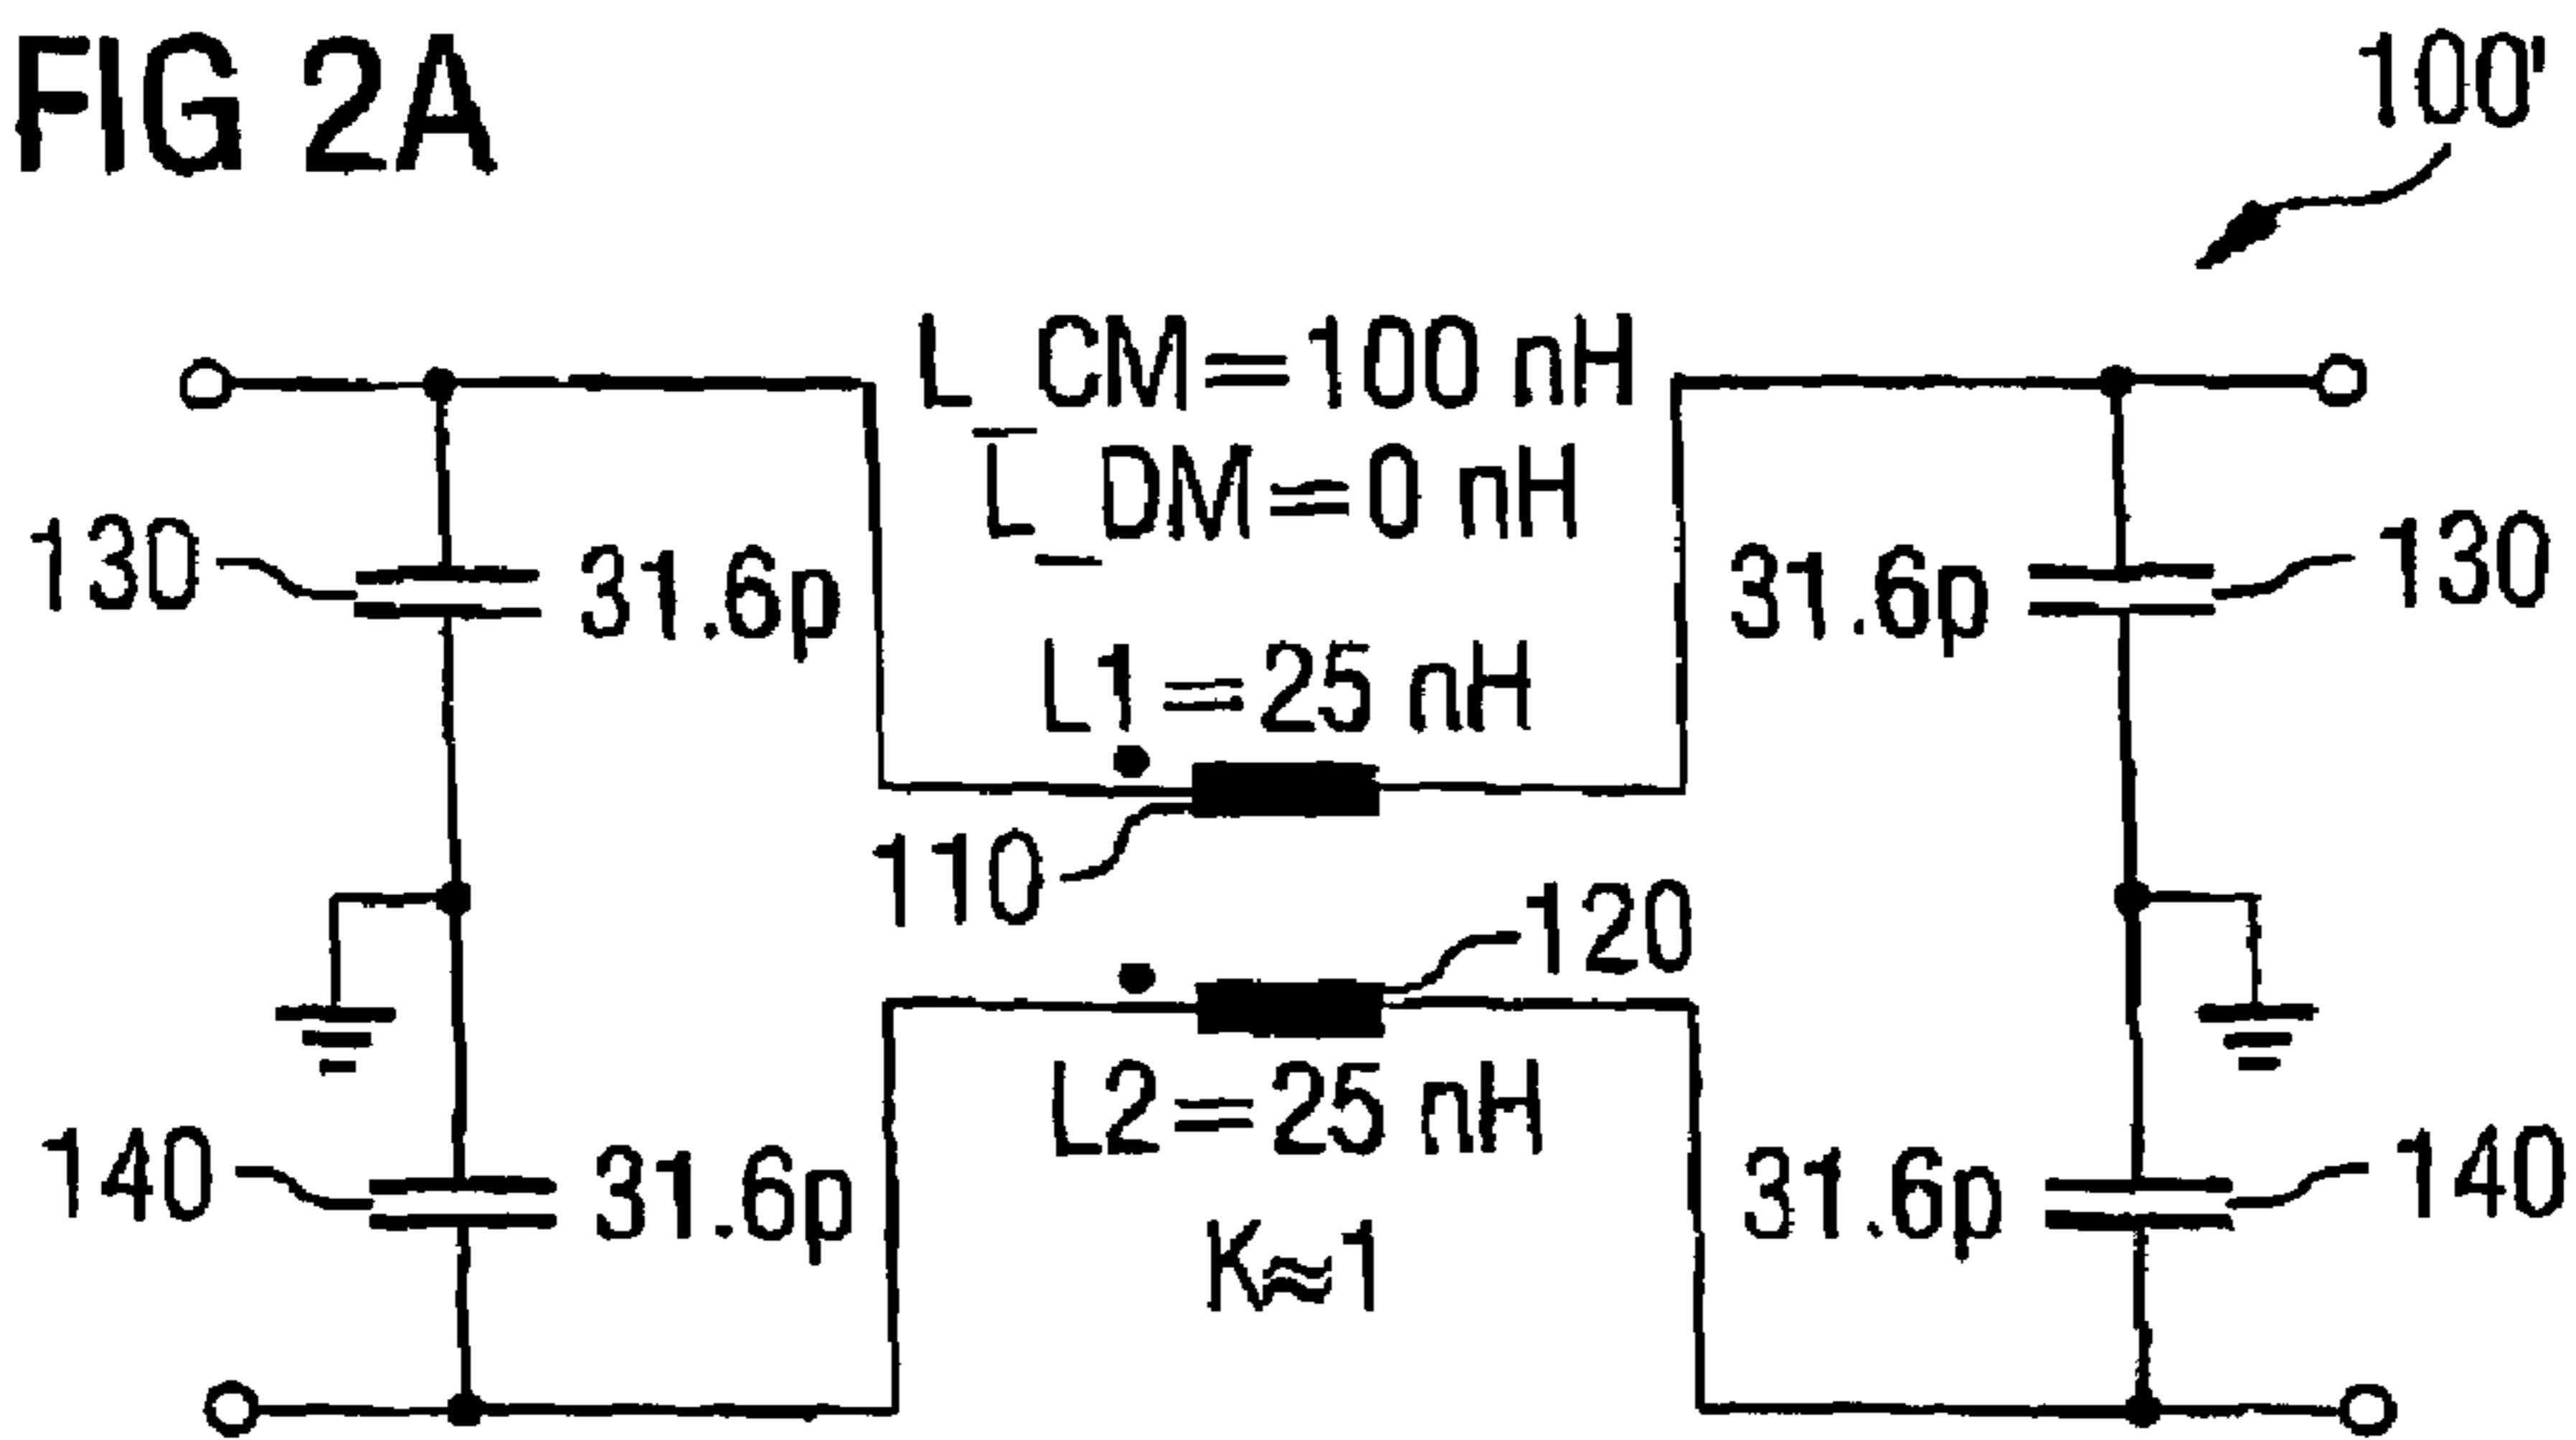 FIG 2A
100'
L_CM=100 nH
L_DM=0 nH
130
31.6p
31.6p
130
L1=25 nH
110
120
L2=25 nH
140
31.6p
31.6p
140
K≈1